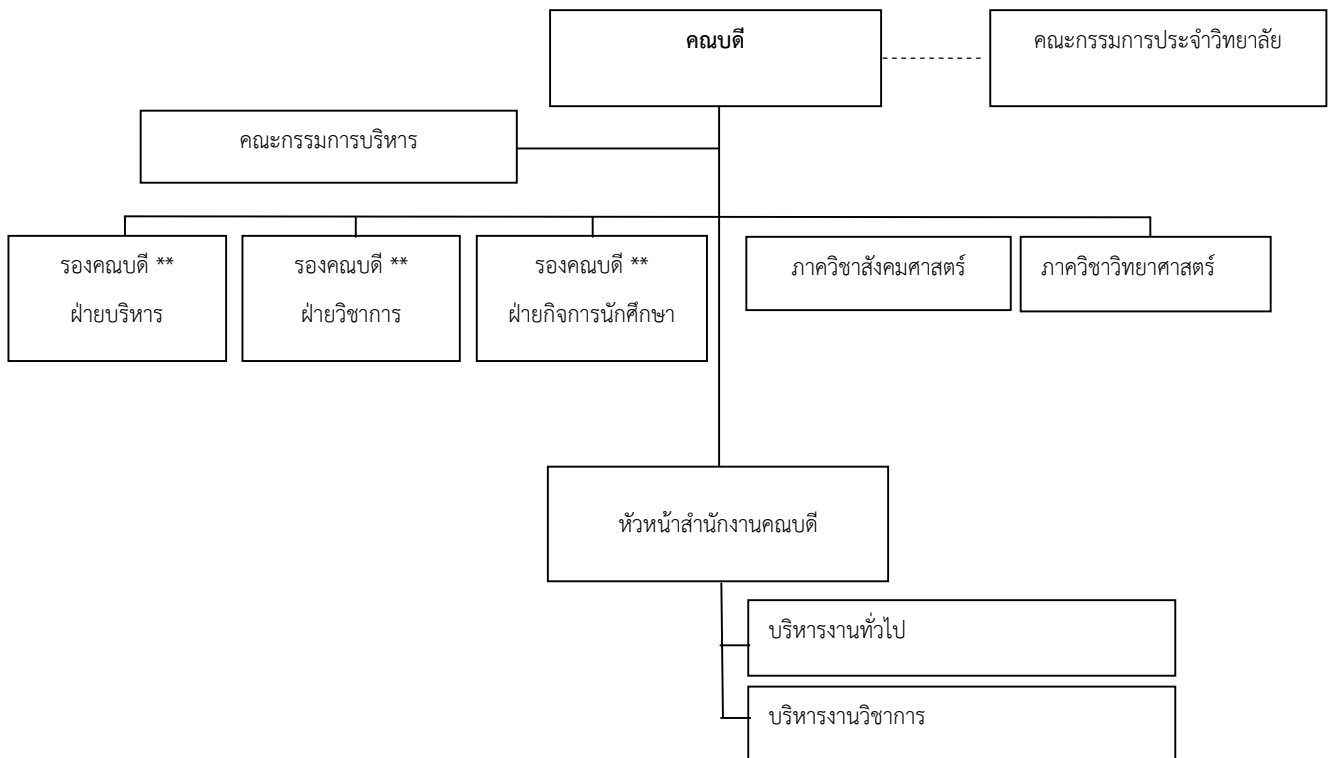 คณบดี
คณะกรรมการประจำวิทยาลัย
คณะกรรมการบริหาร
รองคณบดี **
ฝ่ายบริหาร
รองคณบดี **
ฝ่ายวิชาการ
รองคณบดี **
ฝ่ายกิจการนักศึกษา
ภาควิชาสังคมศาสตร์
ภาควิชาวิทยาศาสตร์
หัวหน้าสำนักงานคณบดี
บริหารงานทั่วไป
บริหารงานวิชาการ